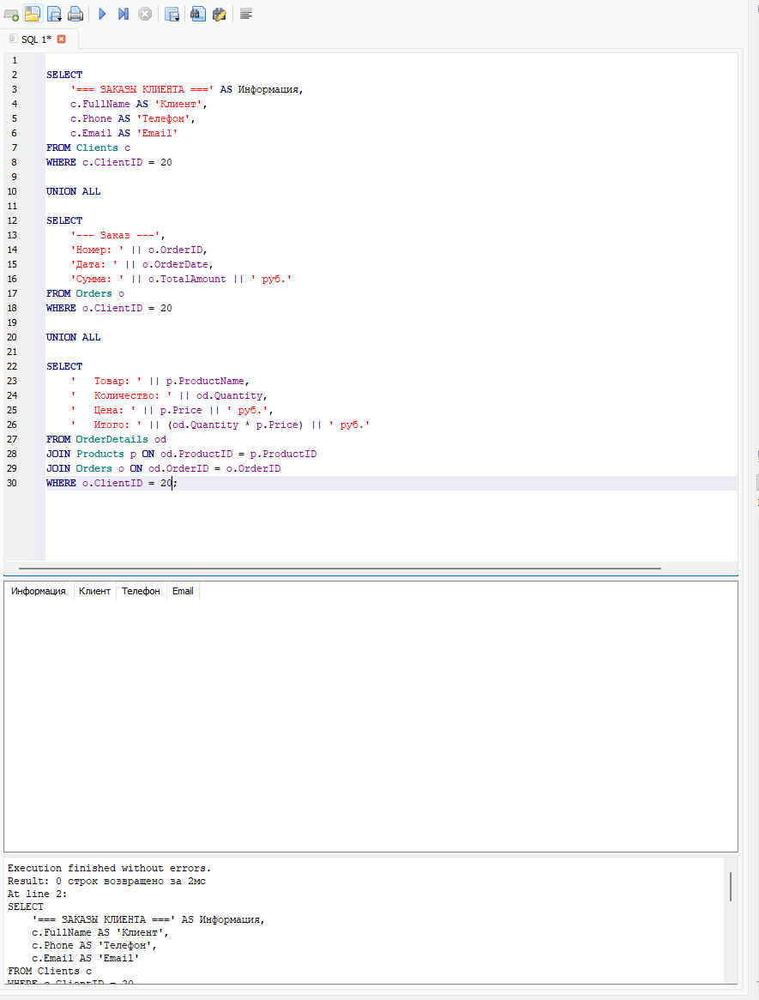 SQL 1*
1
2 SELECT
3 '=== ЗАКАЗЫ КЛИЕНТА ===' AS Информация,
4 c.FullName AS 'Клиент',
5 c.Phone AS 'Телефон',
6 c.Email AS 'Email'
7 FROM Clients c
8 WHERE c.ClientID = 20
9
10 UNION ALL
11
12 SELECT
13 '--- Заказ ---',
14 'Номер: ' || o.OrderID,
15 'Дата: ' || o.OrderDate,
16 'Сумма: ' || o.TotalAmount || ' руб.'
17 FROM Orders o
18 WHERE o.ClientID = 20
19
20 UNION ALL
21
22 SELECT
23 '   Товар: ' || p.ProductName,
24 '   Количество: ' || od.Quantity,
25 '   Цена: ' || p.Price || ' руб.',
26 '   Итого: ' || (od.Quantity * p.Price) || ' руб.'
27 FROM OrderDetails od
28 JOIN Products p ON od.ProductID = p.ProductID
29 JOIN Orders o ON od.OrderID = o.OrderID
30 WHERE o.ClientID = 20;
Информация Клиент Телефон Email
Execution finished without errors.
Result: 0 строк возвращено за 2мс
At line 2:
SELECT
'=== ЗАКАЗЫ КЛИЕНТА ===' AS Информация,
c.FullName AS 'Клиент',
c.Phone AS 'Телефон',
c.Email AS 'Email'
FROM Clients c
WHERE c.ClientID = 20